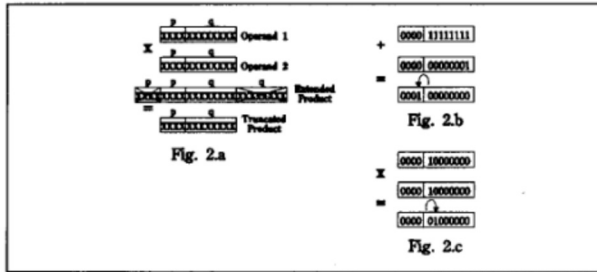 p q
Operand 1
x
p q
Operand 2
p p q q
Extended
= Product
p q
Truncated
Product
Fig. 2.a
0000 11111111
+
0000 00000001
=
0001 00000000
Fig. 2.b
0000 10000000
x
0000 10000000
=
0000 01000000
Fig. 2.c